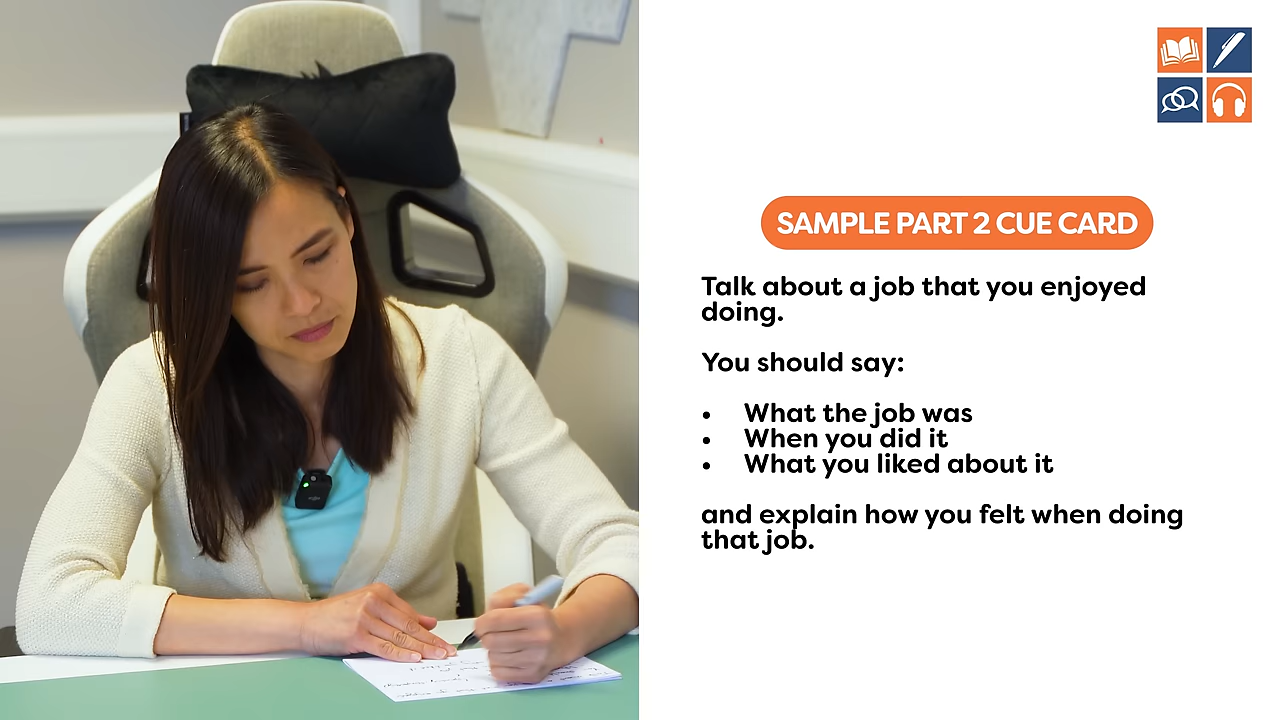 SAMPLE PART 2 CUE CARD
Talk about a job that you enjoyed
doing.
You should say:
• What the job was
• When you did it
• What you liked about it
and explain how you felt when doing
that job.